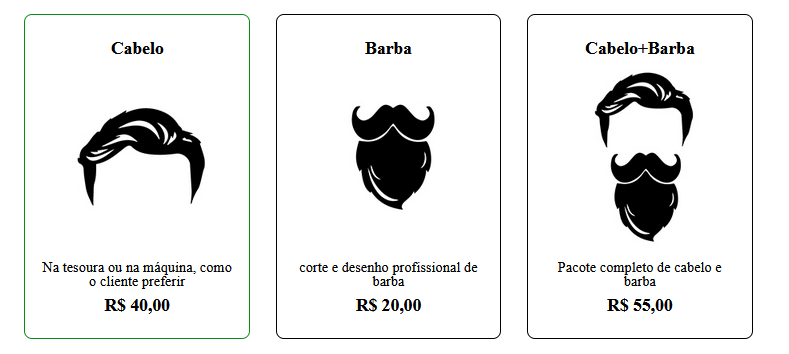 Cabelo
Na tesoura ou na máquina, como
o cliente preferir
R$ 40,00
Barba
corte e desenho profissional de
barba
R$ 20,00
Cabelo+Barba
Pacote completo de cabelo e
barba
R$ 55,00